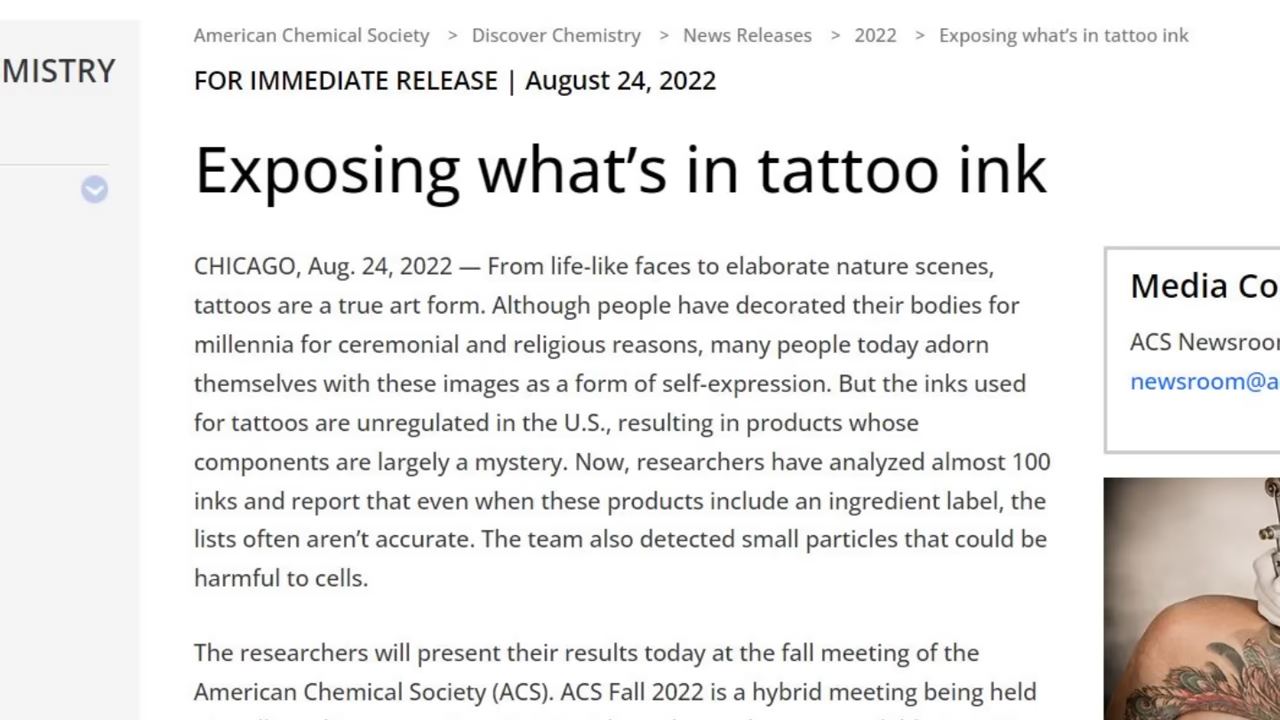 American Chemical Society > Discover Chemistry > News Releases > 2022 > Exposing what's in tattoo ink
MISTRY
FOR IMMEDIATE RELEASE | August 24, 2022
Exposing what's in tattoo ink
CHICAGO, Aug. 24, 2022 — From life-like faces to elaborate nature scenes,
tattoos are a true art form. Although people have decorated their bodies for
millennia for ceremonial and religious reasons, many people today adorn
themselves with these images as a form of self-expression. But the inks used
for tattoos are unregulated in the U.S., resulting in products whose
components are largely a mystery. Now, researchers have analyzed almost 100
inks and report that even when these products include an ingredient label, the
lists often aren't accurate. The team also detected small particles that could be
harmful to cells.
The researchers will present their results today at the fall meeting of the
American Chemical Society (ACS). ACS Fall 2022 is a hybrid meeting being held
Media Co
ACS Newsroo
newsroom@a